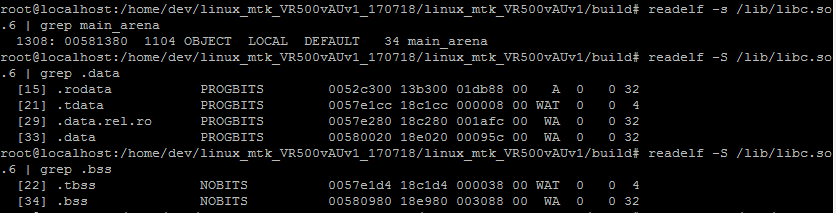 root@localhost:/home/dev/linux_mtk_VR500vAUv1_170718/linux_mtk_VR500vAUv1/build# readelf -s /lib/libc.so
.6 | grep main_arena
1308: 00581380  1104 OBJECT  LOCAL  DEFAULT   34 main_arena
root@localhost:/home/dev/linux_mtk_VR500vAUv1_170718/linux_mtk_VR500vAUv1/build# readelf -S /lib/libc.so
.6 | grep .data
[15] .rodata           PROGBITS        0052c300 13b300 01db88 00   A  0   0 32
[21] .tdata            PROGBITS        0057e1cc 18c1cc 000008 00 WAT  0   0  4
[29] .data.rel.ro      PROGBITS        0057e280 18c280 001afc 00  WA  0   0 32
[33] .data             PROGBITS        00580020 18e020 00095c 00  WA  0   0 32
root@localhost:/home/dev/linux_mtk_VR500vAUv1_170718/linux_mtk_VR500vAUv1/build# readelf -S /lib/libc.so
.6 | grep .bss
[22] .tbss             NOBITS          0057e1d4 18c1d4 000038 00 WAT  0   0  4
[34] .bss              NOBITS          00580980 18e980 003088 00  WA  0   0 32